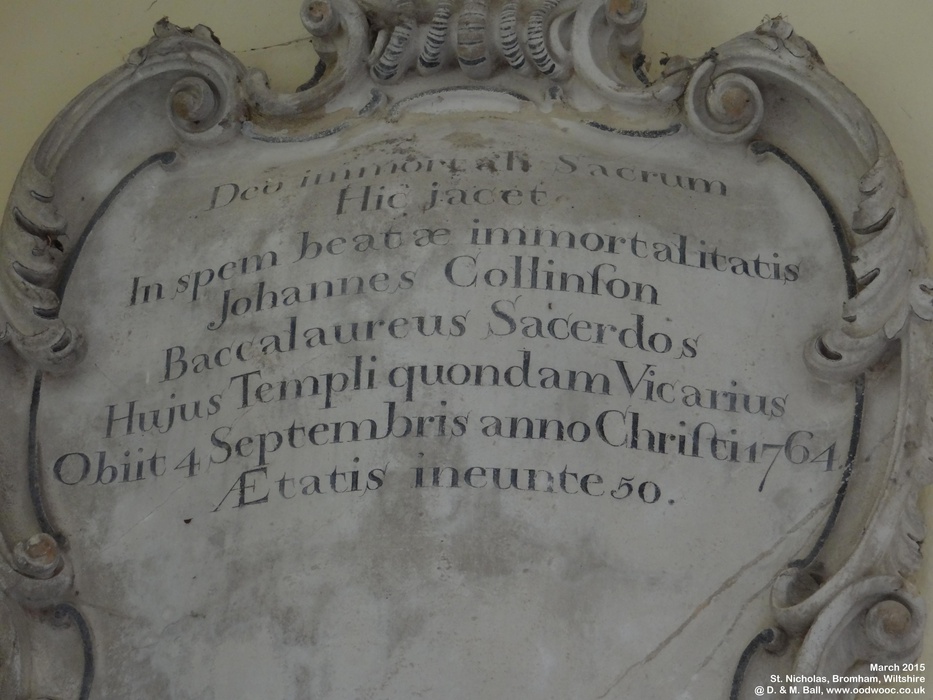 Deo immortali Sacrum
Hic jacet
In spem beatæ immortalitatis
Johannes Collinſon
Baccalaureus Sacerdos
Hujus Templi quondam Vicarius
Obiit 4 Septembris anno Chriſti 1764
Ætatis ineunte 50.
March 2015
St. Nicholas, Bromham, Wiltshire
@ D. & M. Ball, www.oodwooc.co.uk